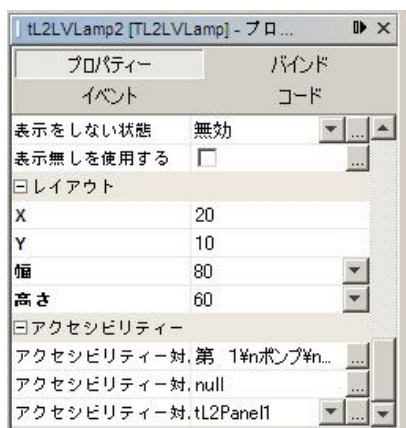 tL2LVLamp2 [TL2LVLamp] - プロ...
プロパティー バインド
イベント コード
表示をしない状態 無効 ...
表示無しを使用する ...
レイアウト
X 20
Y 10
幅 80
高さ 60
アクセシビリティー
アクセシビリティー対. 第 1¥nポンプ¥n... ...
アクセシビリティー対. null ...
アクセシビリティー対. tL2Panel1 ...